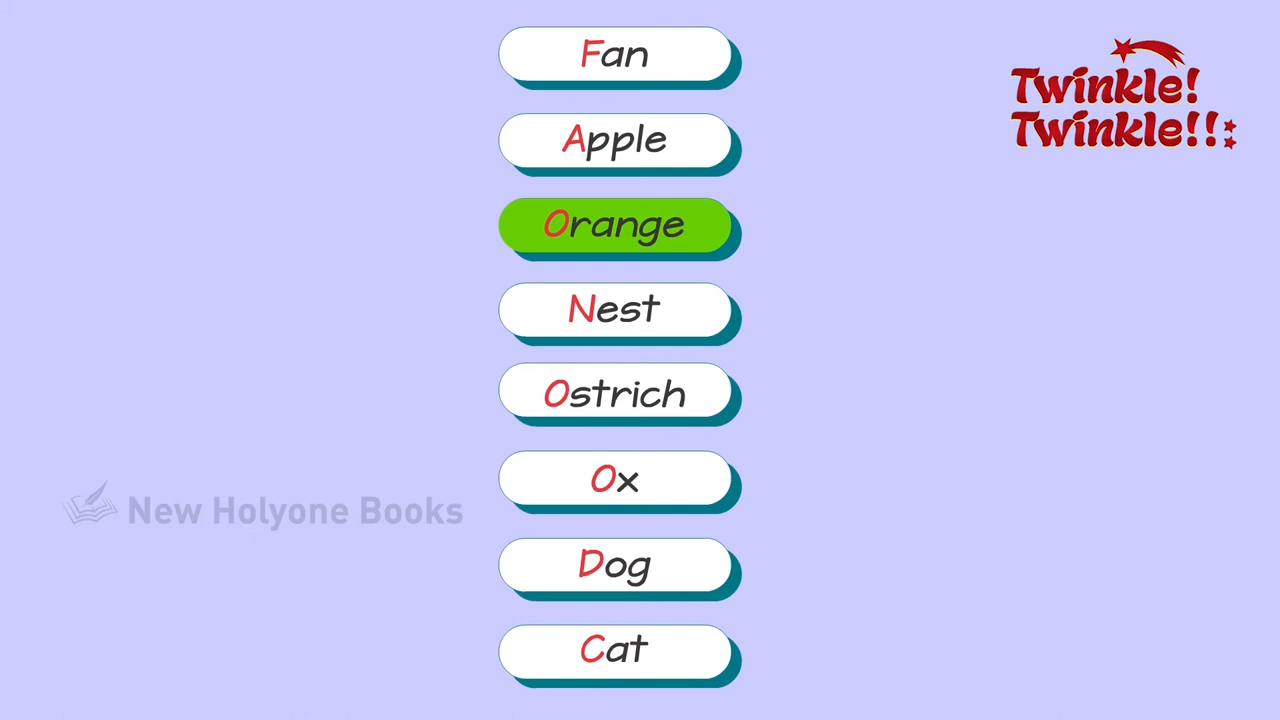 Fan
Apple
Orange
Nest
Ostrich
Ox
Dog
Cat
Twinkle!
Twinkle!!
New Holyone Books